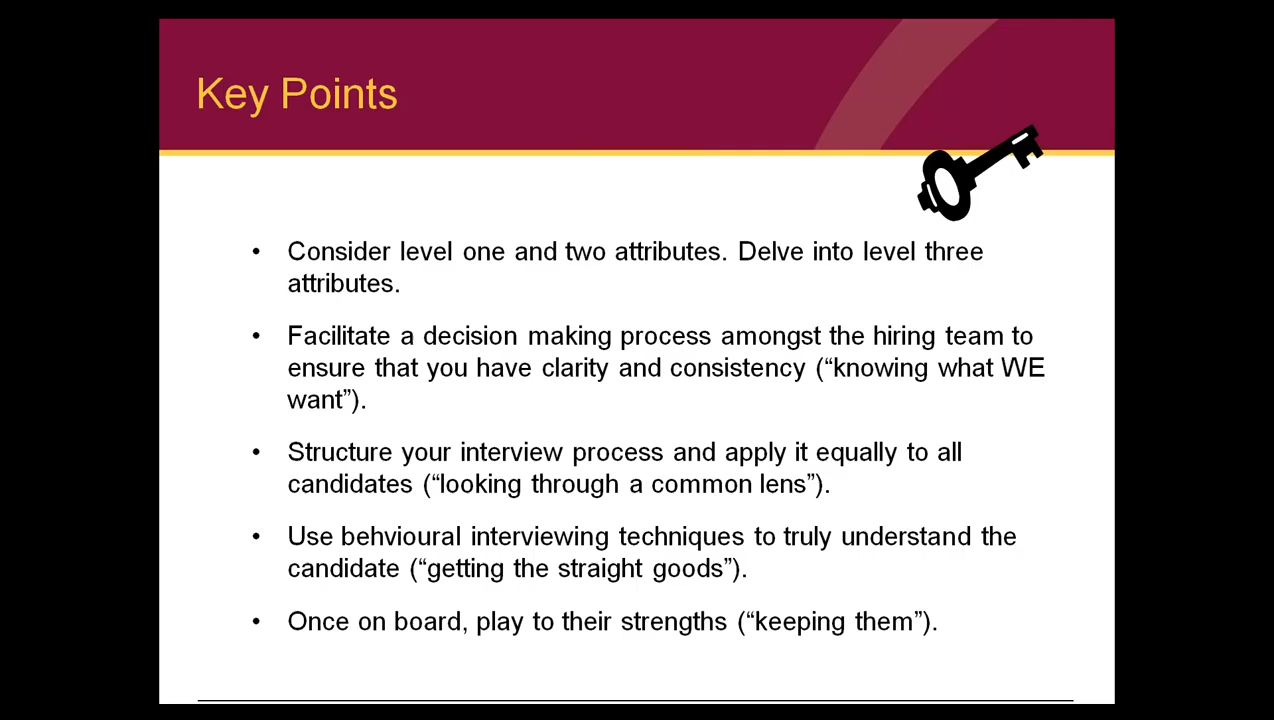 Key Points
• Consider level one and two attributes. Delve into level three
attributes.
• Facilitate a decision making process amongst the hiring team to
ensure that you have clarity and consistency (“knowing what WE
want”).
• Structure your interview process and apply it equally to all
candidates (“looking through a common lens”).
• Use behvioural interviewing techniques to truly understand the
candidate (“getting the straight goods”).
• Once on board, play to their strengths (“keeping them”).